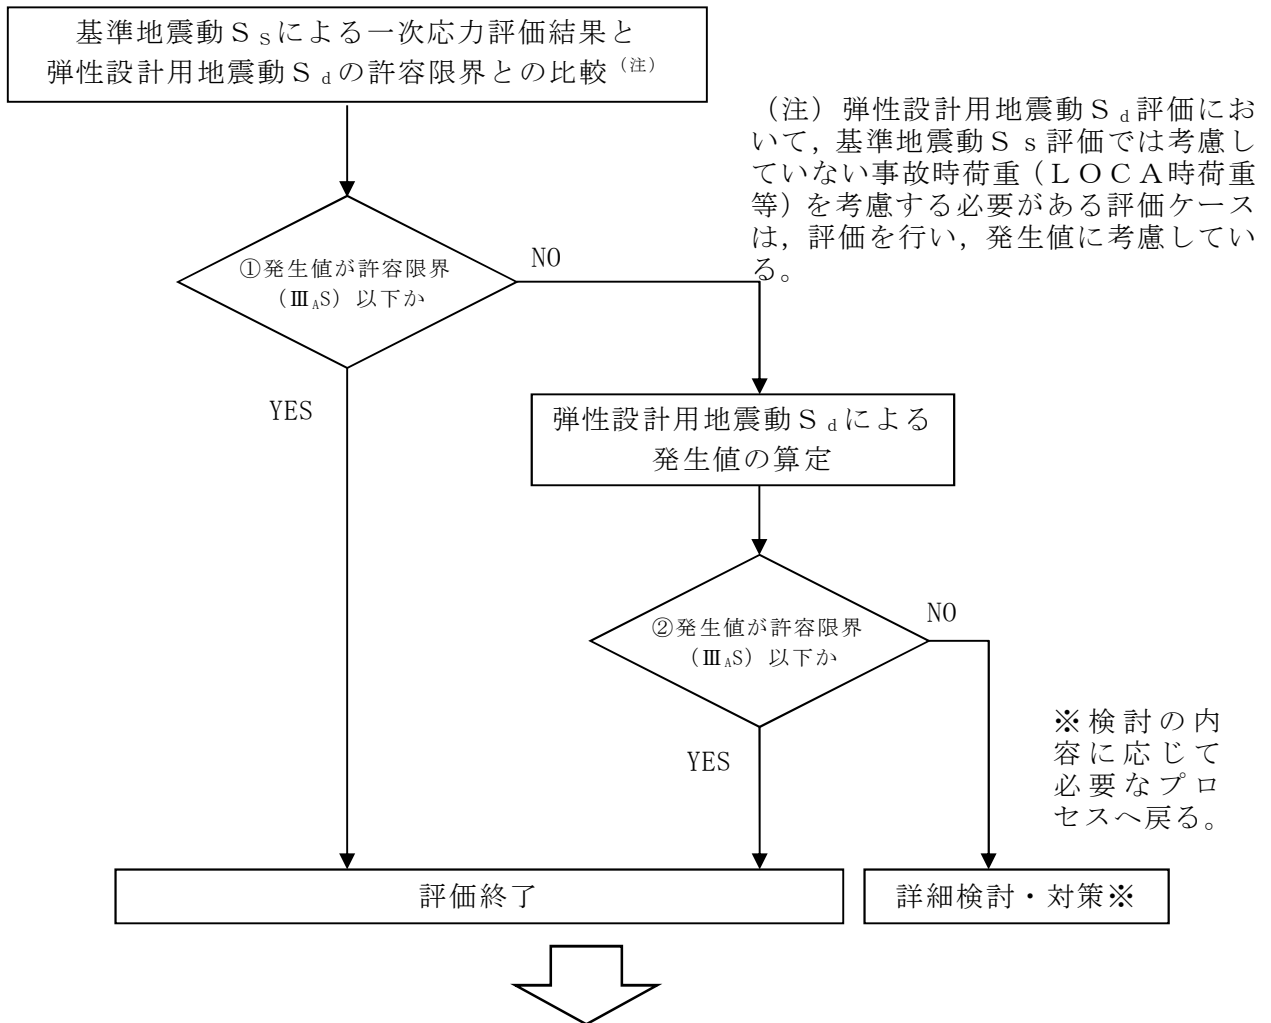 基準地震動Ｓｓによる一次応力評価結果と
弾性設計用地震動Ｓｄの許容限界との比較（注）
（注）弾性設計用地震動Ｓｄ評価にお
いて，基準地震動Ｓｓ評価では考慮し
ていない事故時荷重（ＬＯＣＡ時荷重
等）を考慮する必要がある評価ケース
は，評価を行い，発生値に考慮してい
る。
①発生値が許容限界
（ⅢAS）以下か
NO
YES
弾性設計用地震動Ｓｄによる
発生値の算定
②発生値が許容限界
（ⅢAS）以下か
NO
YES
※検討の内
容に応じて
必要なプロ
セスへ戻る。
評価終了
詳細検討・対策※